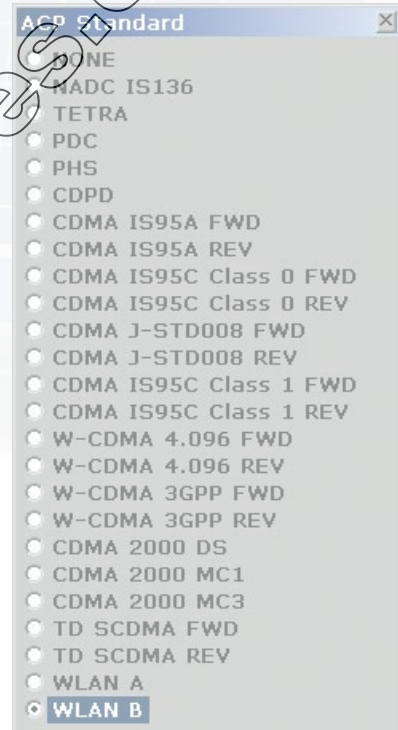 ACP Standard
NONE
NADC IS136
TETRA
PDC
PHS
CDPD
CDMA IS95A FWD
CDMA IS95A REV
CDMA IS95C Class 0 FWD
CDMA IS95C Class 0 REV
CDMA J-STD008 FWD
CDMA J-STD008 REV
CDMA IS95C Class 1 FWD
CDMA IS95C Class 1 REV
W-CDMA 4.096 FWD
W-CDMA 4.096 REV
W-CDMA 3GPP FWD
W-CDMA 3GPP REV
CDMA 2000 DS
CDMA 2000 MC1
CDMA 2000 MC3
TD SCDMA FWD
TD SCDMA REV
WLAN A
WLAN B